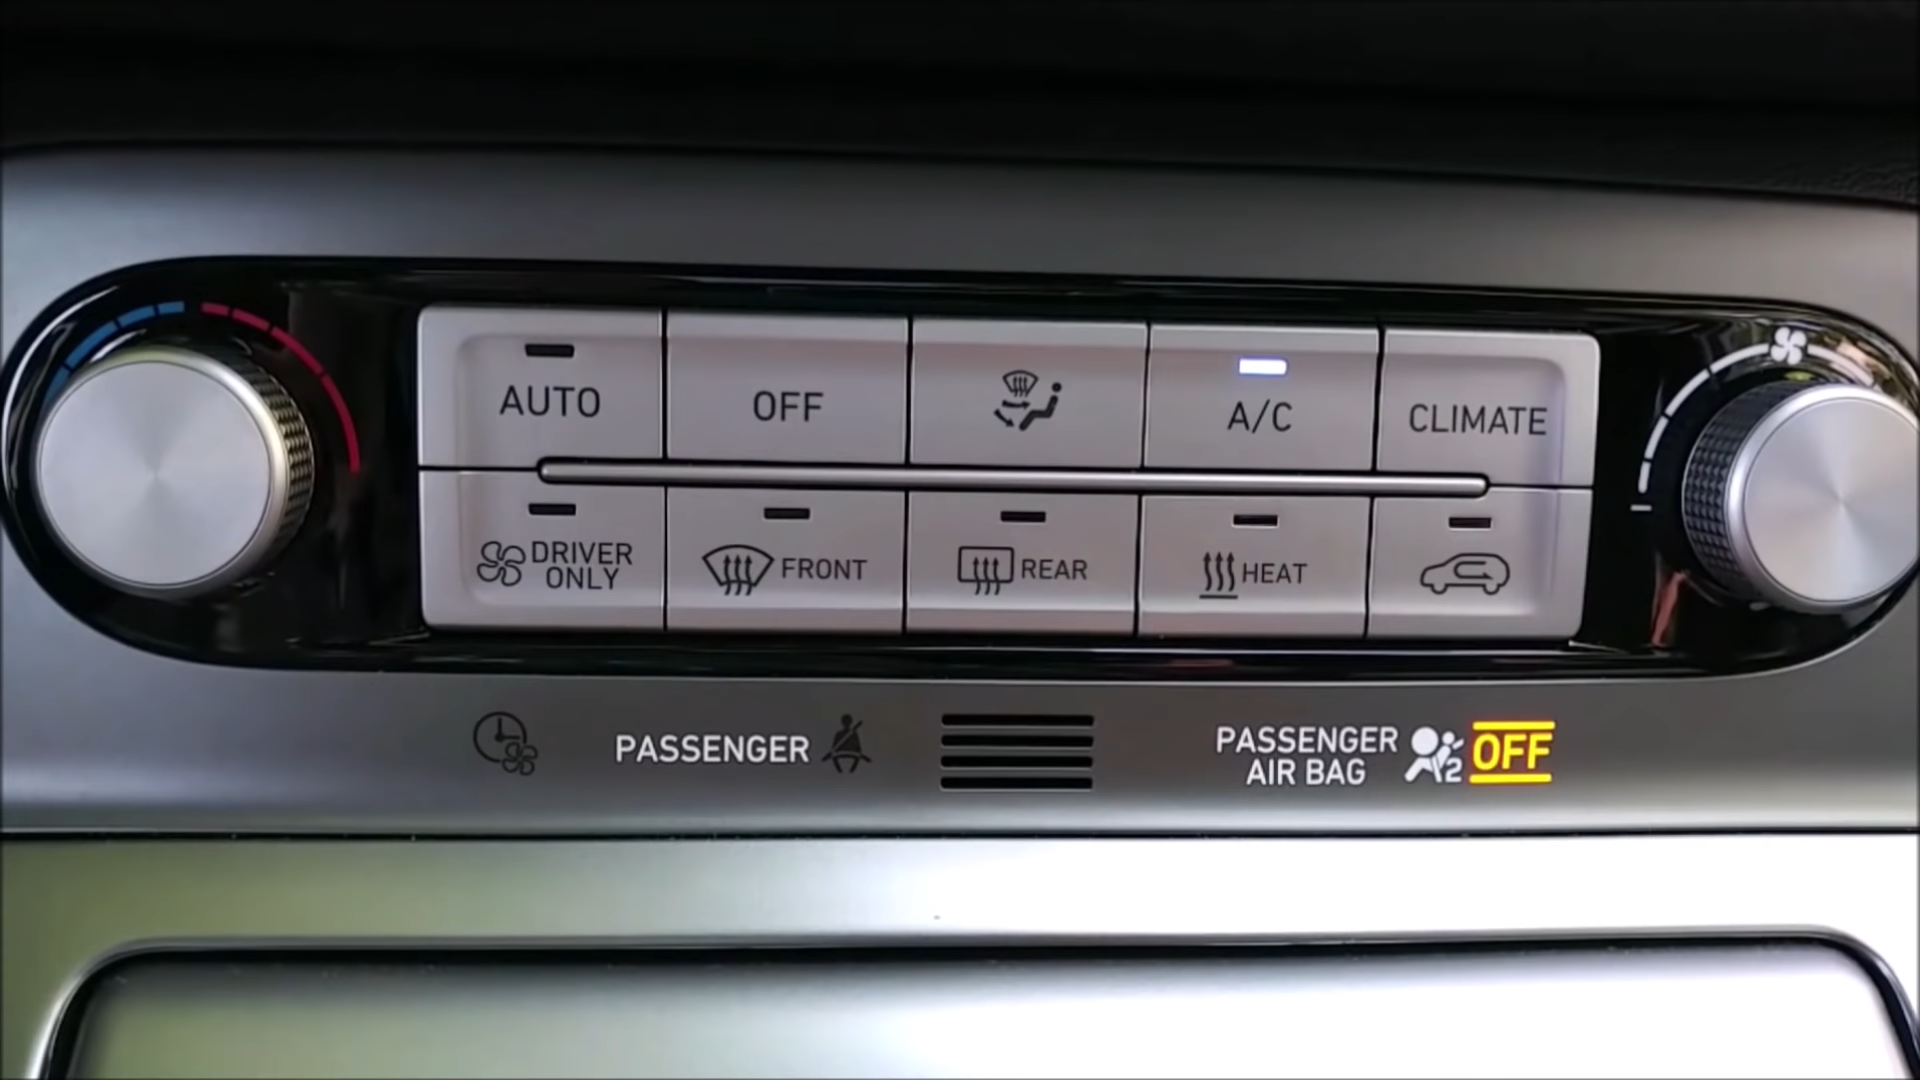 AUTO
OFF
A/C
CLIMATE
DRIVER
ONLY
FRONT
REAR
HEAT
PASSENGER
PASSENGER
AIR BAG
2
OFF